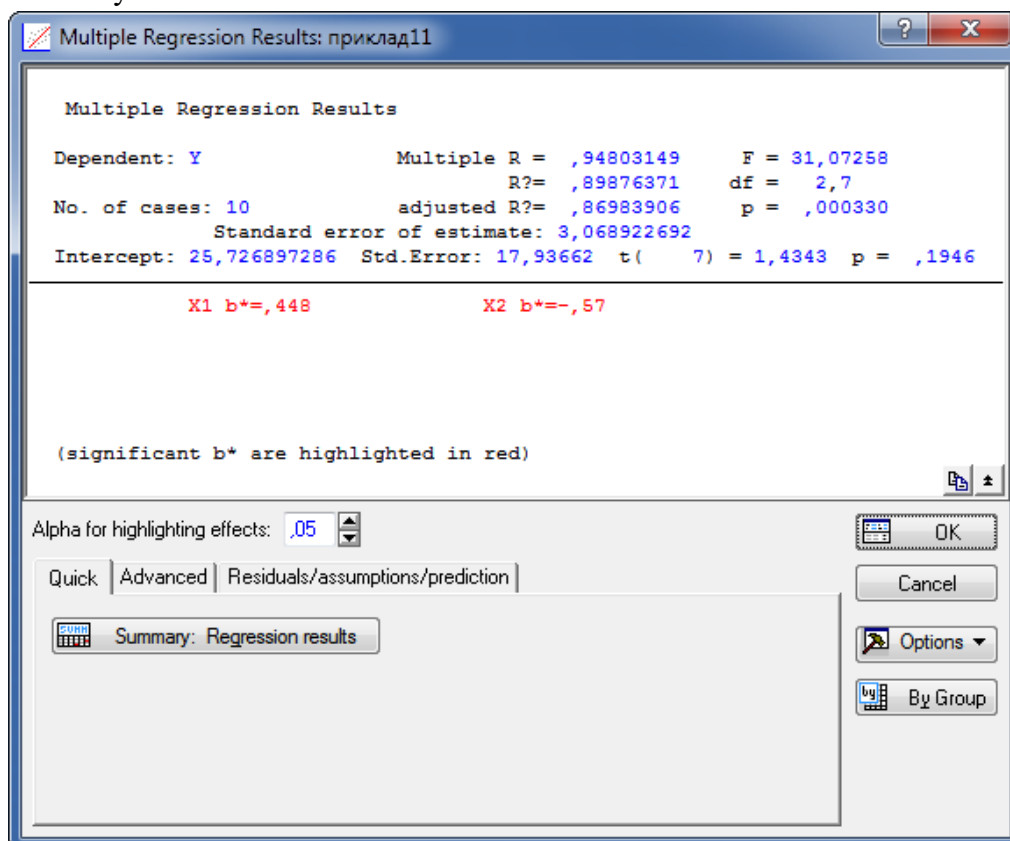 Multiple Regression Results: приклад11
Multiple Regression Results
Dependent: Y Multiple R = ,94803149 F = 31,07258
R?= ,89876371 df = 2,7
No. of cases: 10 adjusted R?= ,86983906 p = ,000330
Standard error of estimate: 3,068922692
Intercept: 25,726897286 Std.Error: 17,93662 t( 7) = 1,4343 p = ,1946
X1 b*=,448 X2 b*=-,57
(significant b* are highlighted in red)
Alpha for highlighting effects: ,05
OK
Quick Advanced Residuals/assumptions/prediction
Cancel
Summary: Regression results
Options
By Group